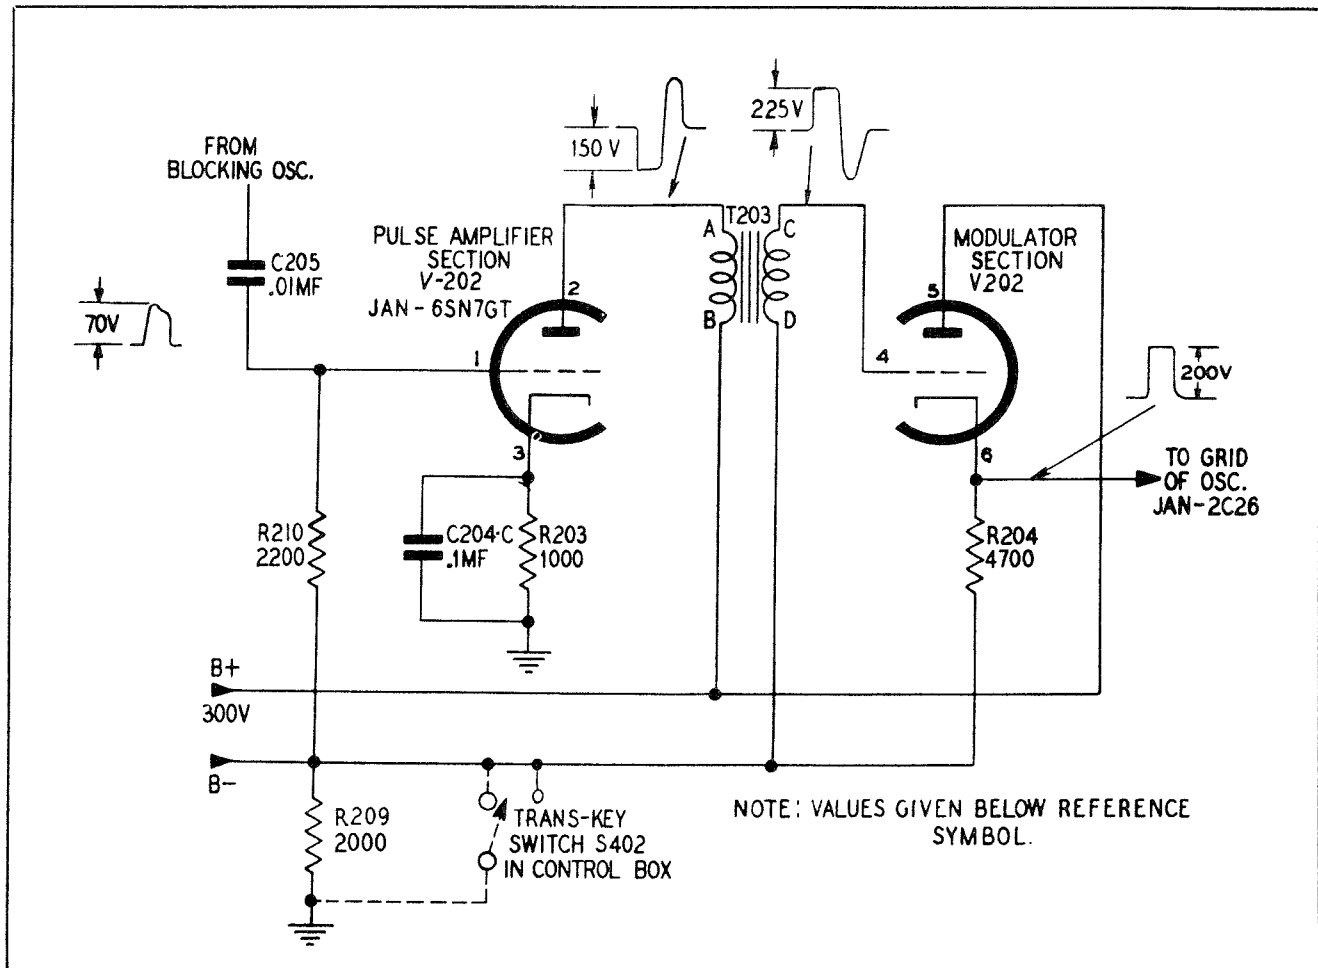 FROM
BLOCKING OSC.
C205
.01MF
70V
PULSE AMPLIFIER
SECTION
V-202
JAN-6SN7GT
150 V
225V
T203
A
B
C
D
MODULATOR
SECTION
V202
1
2
3
4
5
6
200V
TO GRID
OF OSC.
JAN-2C26
R210
2200
C204-C
.1MF
R203
1000
R204
4700
B+
300V
B-
R209
2000
TRANS-KEY
SWITCH S402
IN CONTROL BOX
NOTE: VALUES GIVEN BELOW REFERENCE
SYMBOL.